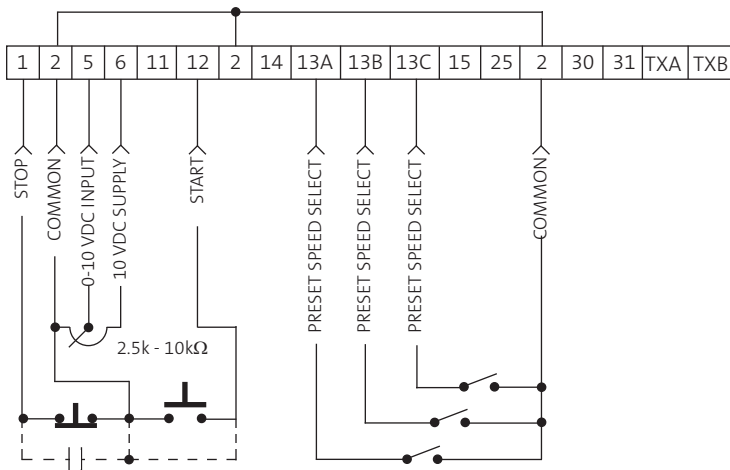 1 2 5 6 11 12 2 14 13A 13B 13C 15 25 2 30 31 TXA TXB
STOP
COMMON
0-10 VDC INPUT
10 VDC SUPPLY
START
PRESET SPEED SELECT
PRESET SPEED SELECT
PRESET SPEED SELECT
COMMON
2.5k - 10kΩ